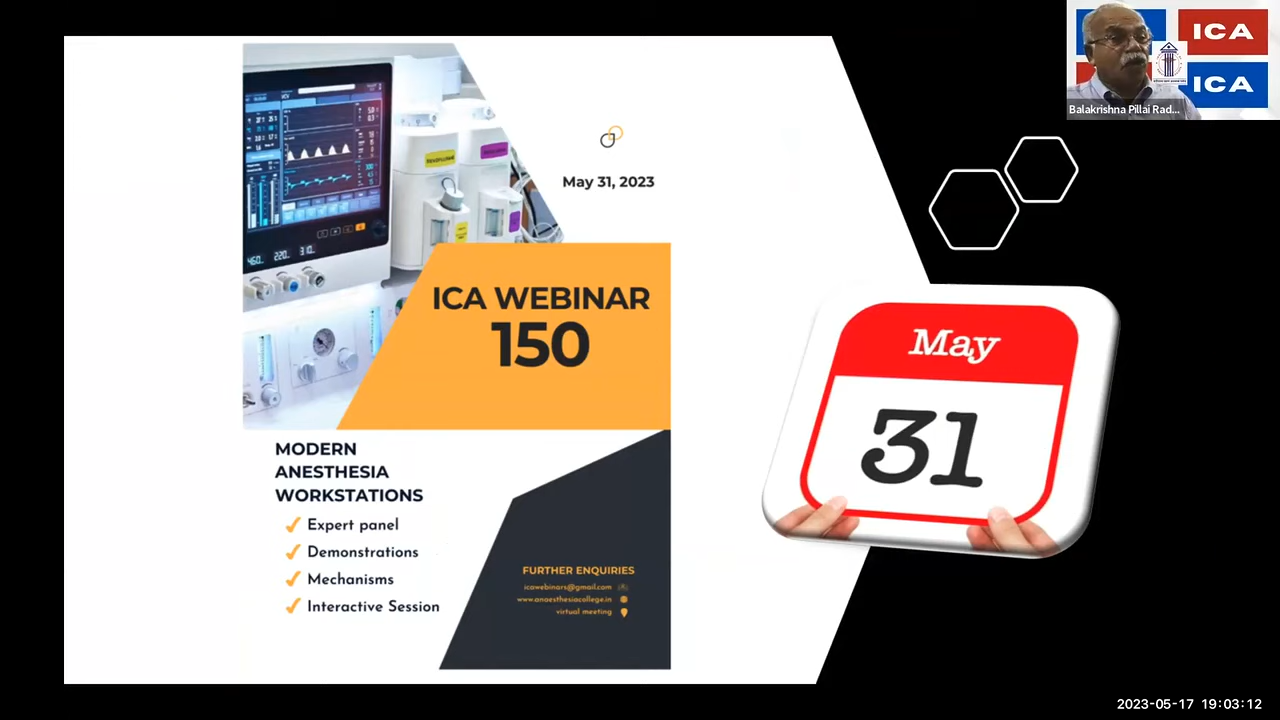 ICA
ICA
Balakrishna Pillai Rad...
May 31, 2023
ICA WEBINAR
150
MODERN
ANESTHESIA
WORKSTATIONS
Expert panel
Demonstrations
Mechanisms
Interactive Session
FURTHER ENQUIRIES
icawebinars@gmail.com
www.anaesthesiacollege.in
virtual meeting
May
31
2023-05-17 19:03:12